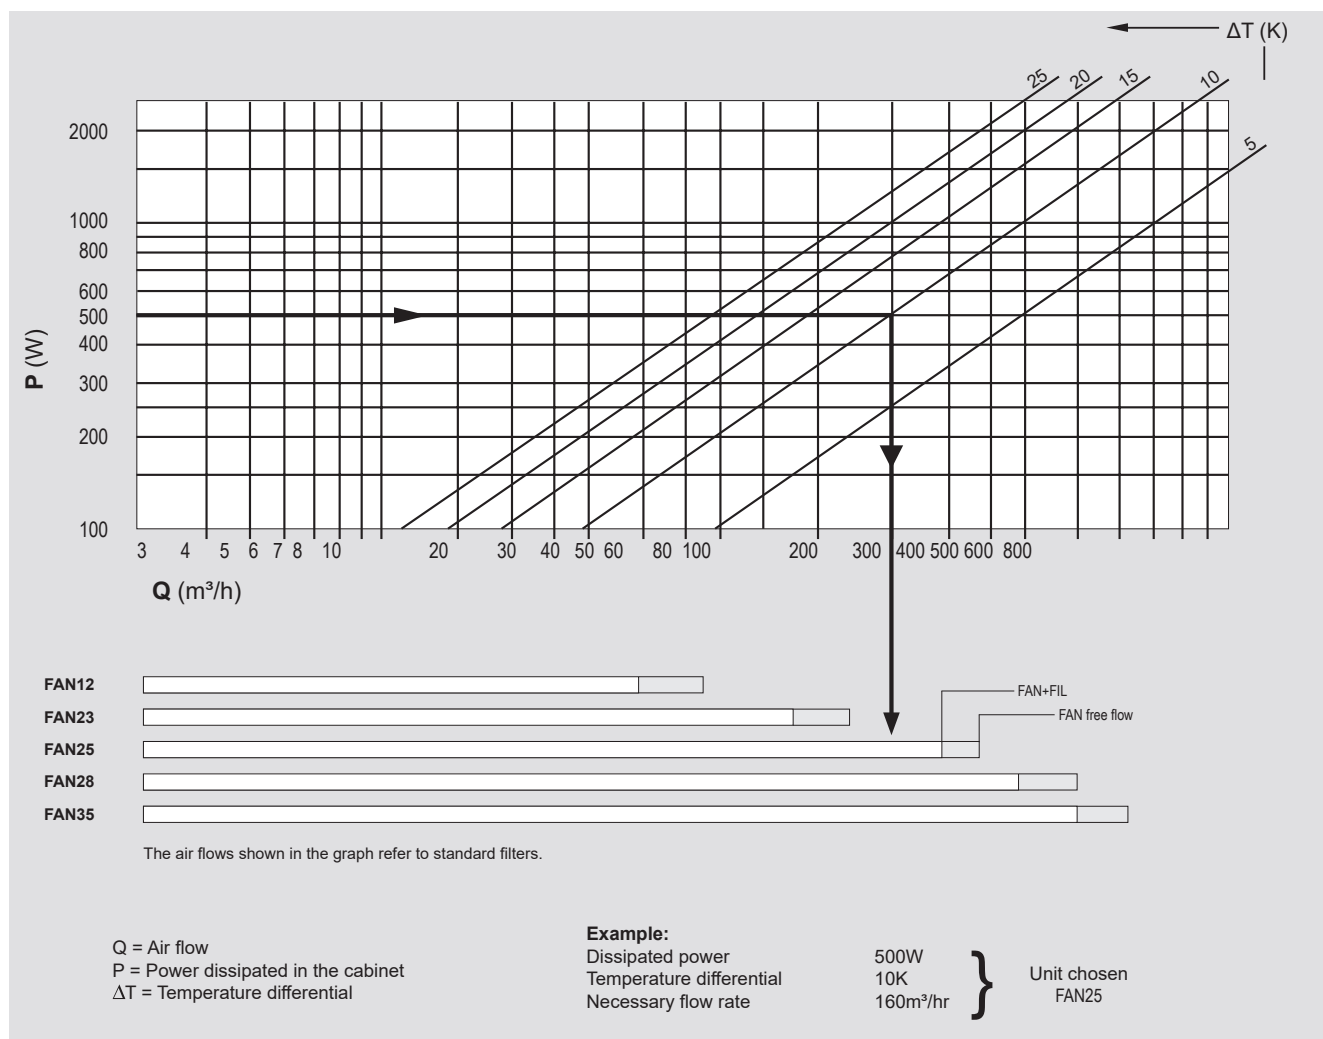 ΔT (K)
25 20 15 10
5
2000
1000
800
600
500
400
300
200
100
P (W)
3 4 5 6 7 8 10 20 30 40 50 60 80 100 200 300 400 500 600 800
Q (m³/h)
FAN12
FAN+FIL
FAN23
FAN free flow
FAN25
FAN28
FAN35
The air flows shown in the graph refer to standard filters.
Q = Air flow
P = Power dissipated in the cabinet
ΔT = Temperature differential
Example:
Dissipated power 500W
Temperature differential 10K
Necessary flow rate 160m³/hr
Unit chosen
FAN25